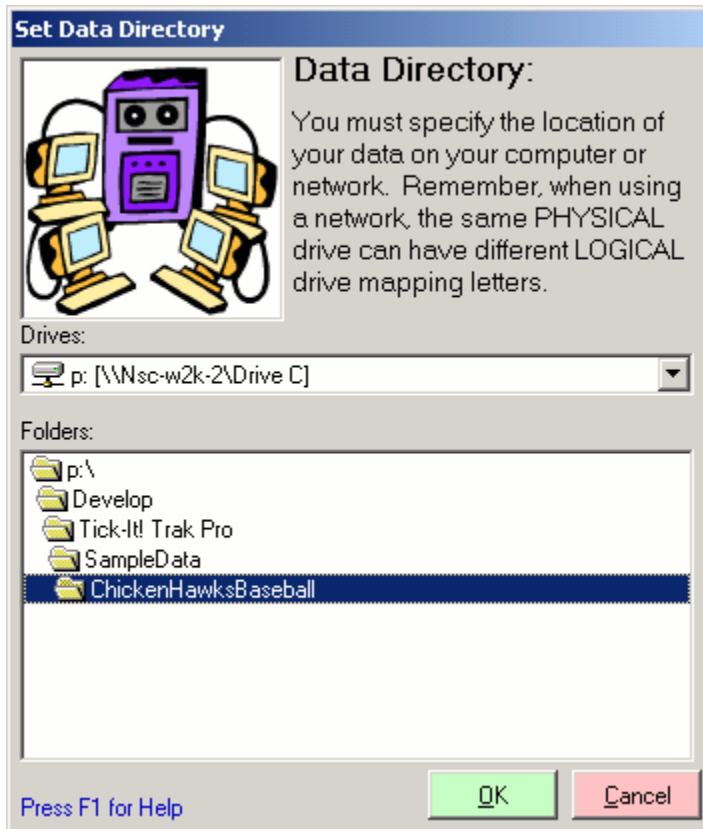 Set Data Directory
Data Directory:
You must specify the location of
your data on your computer or
network. Remember, when using
a network, the same PHYSICAL
drive can have different LOGICAL
drive mapping letters.
Drives:
p: [\\Nsc-w2k-2\Drive C]
Folders:
p:\
Develop
Tick-It! Trak Pro
SampleData
ChickenHawksBaseball
Press F1 for Help
OK
Cancel